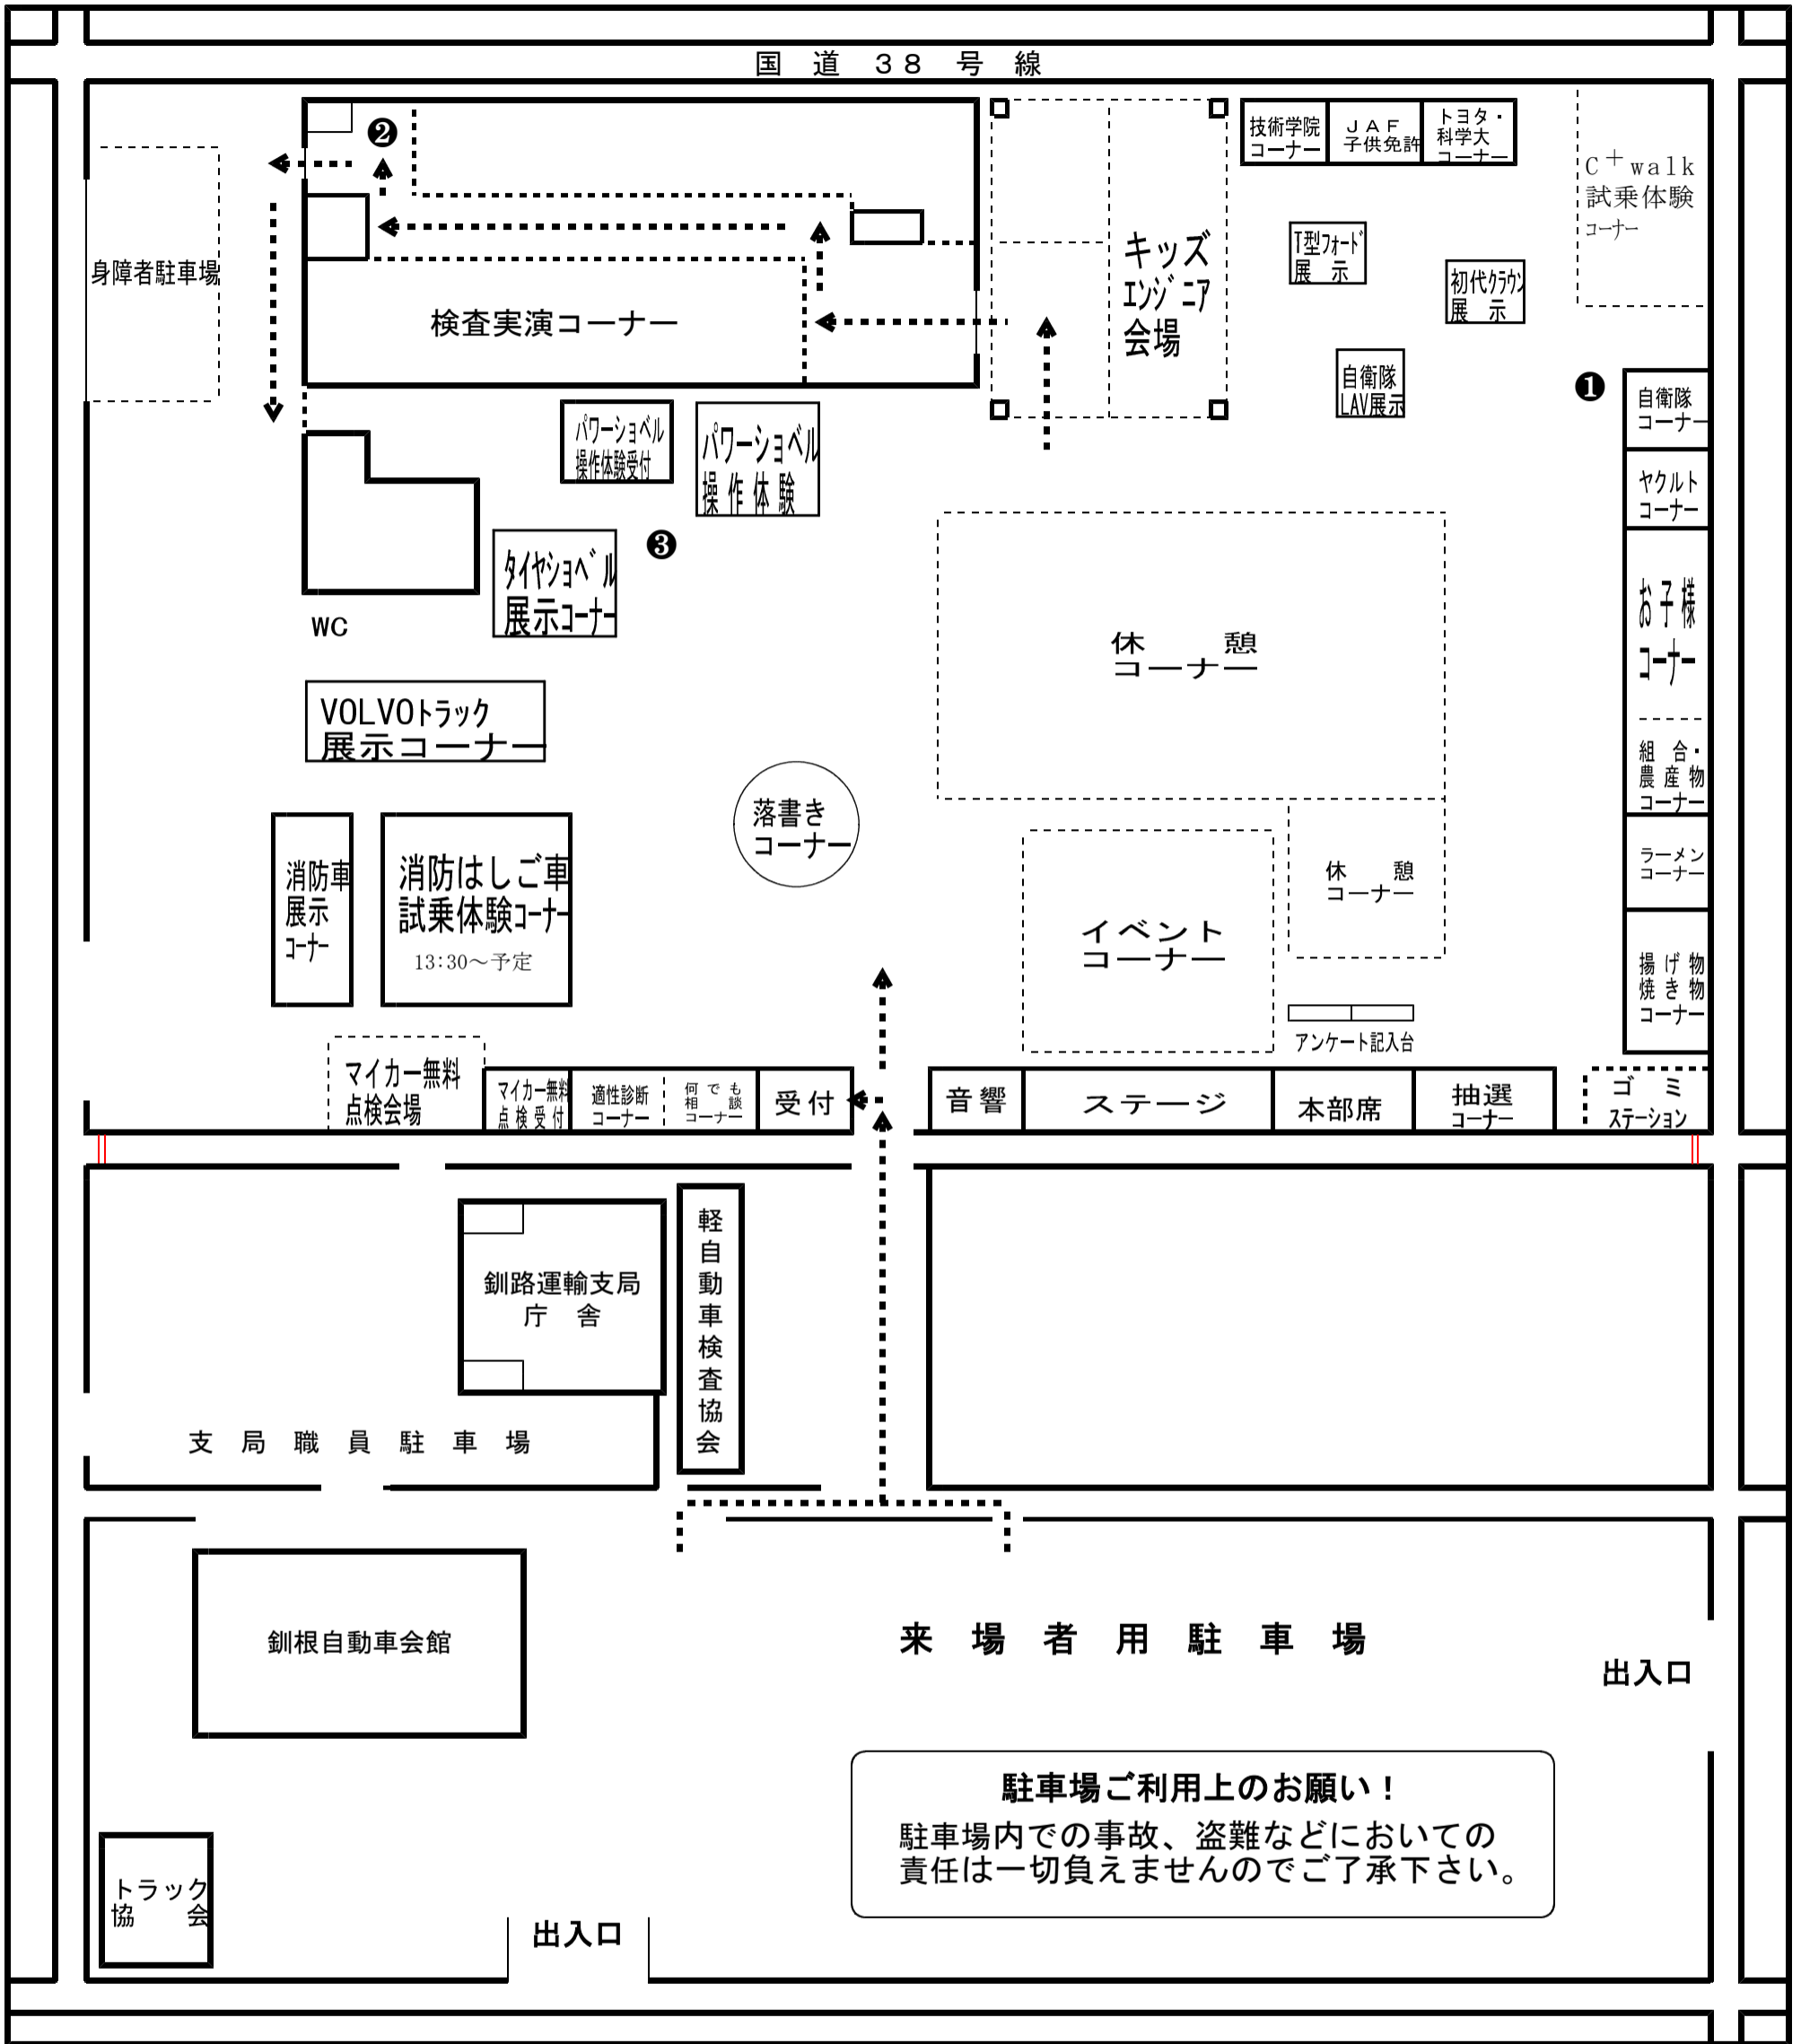 国 道 ３８ 号 線
❷
技術学院
コーナー
ＪＡＦ
子供免許
トヨタ・
科学大
コーナー
C⁺walk
試乗体験
コーナー
身障者駐車場
検査実演コーナー
キッズ
エンジニア
会場
T型フォード
展 示
初代クラウン
展 示
自衛隊
LAV展示
❶
自衛隊
コーナー
パワーショベル
操作体験受付
パワーショベル
操作体験
ヤクルト
コーナー
❸
タイヤショベル
展示コーナー
WC
お子様
コーナー
休 憩
コーナー
VOLVOトラック
展示コーナー
組 合・
農産物
コーナー
落書き
コーナー
消防車
展示
コーナー
消防はしご車
試乗体験コーナー
13:30～予定
ラーメン
コーナー
休 憩
コーナー
イベント
コーナー
揚げ物
焼き物
コーナー
アンケート記入台
マイカー無料
点検会場
マイカー無料
点検受付
適性診断
コーナー
何でも
相 談
コーナー
受付
音響
ステージ
本部席
抽選
コーナー
ゴ ミ
ステーション
釧路運輸支局
庁 舎
軽自動車検査協会
支局職員駐車場
釧根自動車会館
来場者用駐車場
出入口
駐車場ご利用上のお願い！
駐車場内での事故、盗難などにおいての
責任は一切負えませんのでご了承下さい。
トラック
協 会
出入口